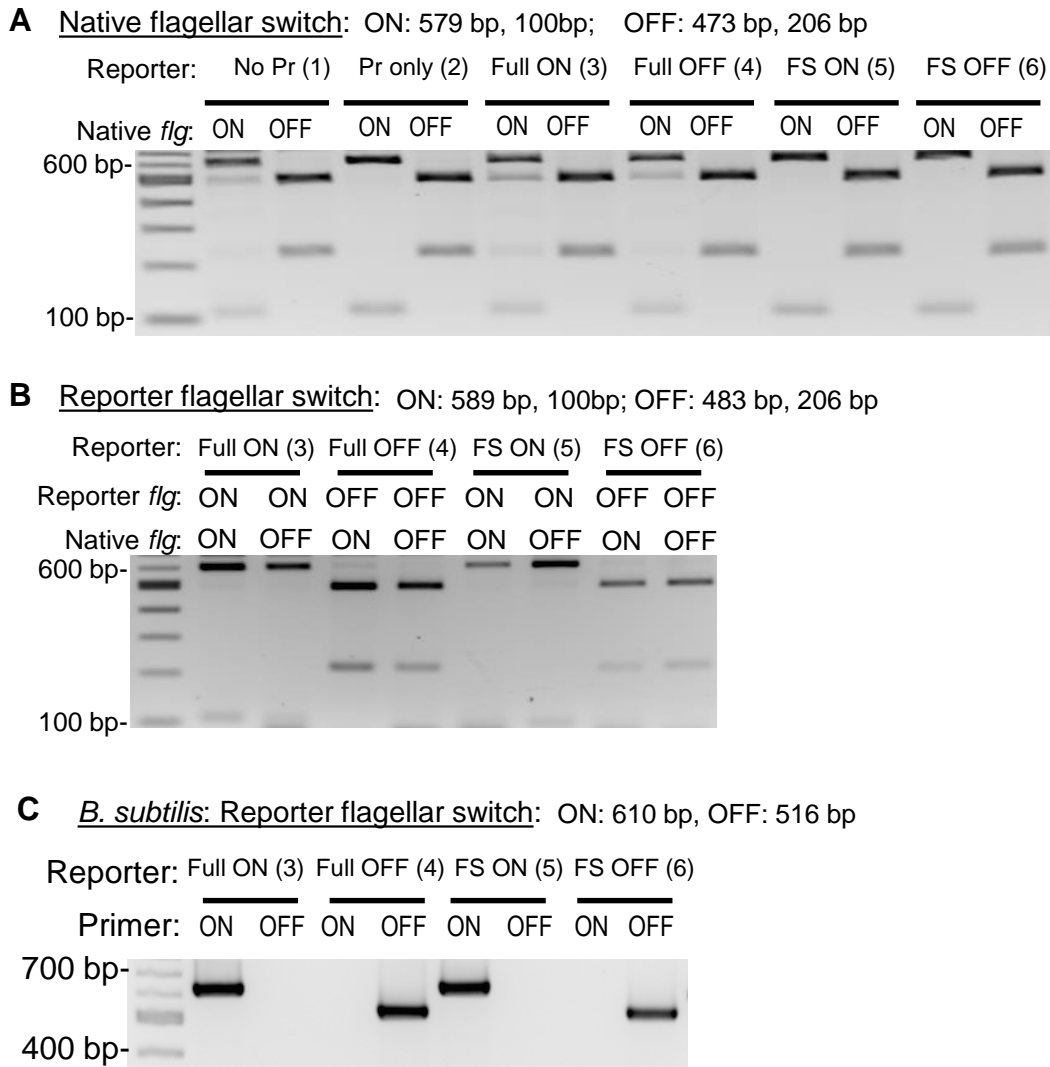 A Native flagellar switch: ON: 579 bp, 100bp; OFF: 473 bp, 206 bp
Reporter: No Pr (1) Pr only (2) Full ON (3) Full OFF (4) FS ON (5) FS OFF (6)
Native flg: ON OFF ON OFF ON OFF ON OFF ON OFF ON OFF
600 bp-
100 bp-
B Reporter flagellar switch: ON: 589 bp, 100bp; OFF: 483 bp, 206 bp
Reporter: Full ON (3) Full OFF (4) FS ON (5) FS OFF (6)
Reporter flg: ON ON OFF OFF ON ON OFF OFF
Native flg: ON OFF ON OFF ON OFF ON OFF
600 bp-
100 bp-
C B. subtilis: Reporter flagellar switch: ON: 610 bp, OFF: 516 bp
Reporter: Full ON (3) Full OFF (4) FS ON (5) FS OFF (6)
Primer: ON OFF ON OFF ON OFF ON OFF
700 bp-
400 bp-